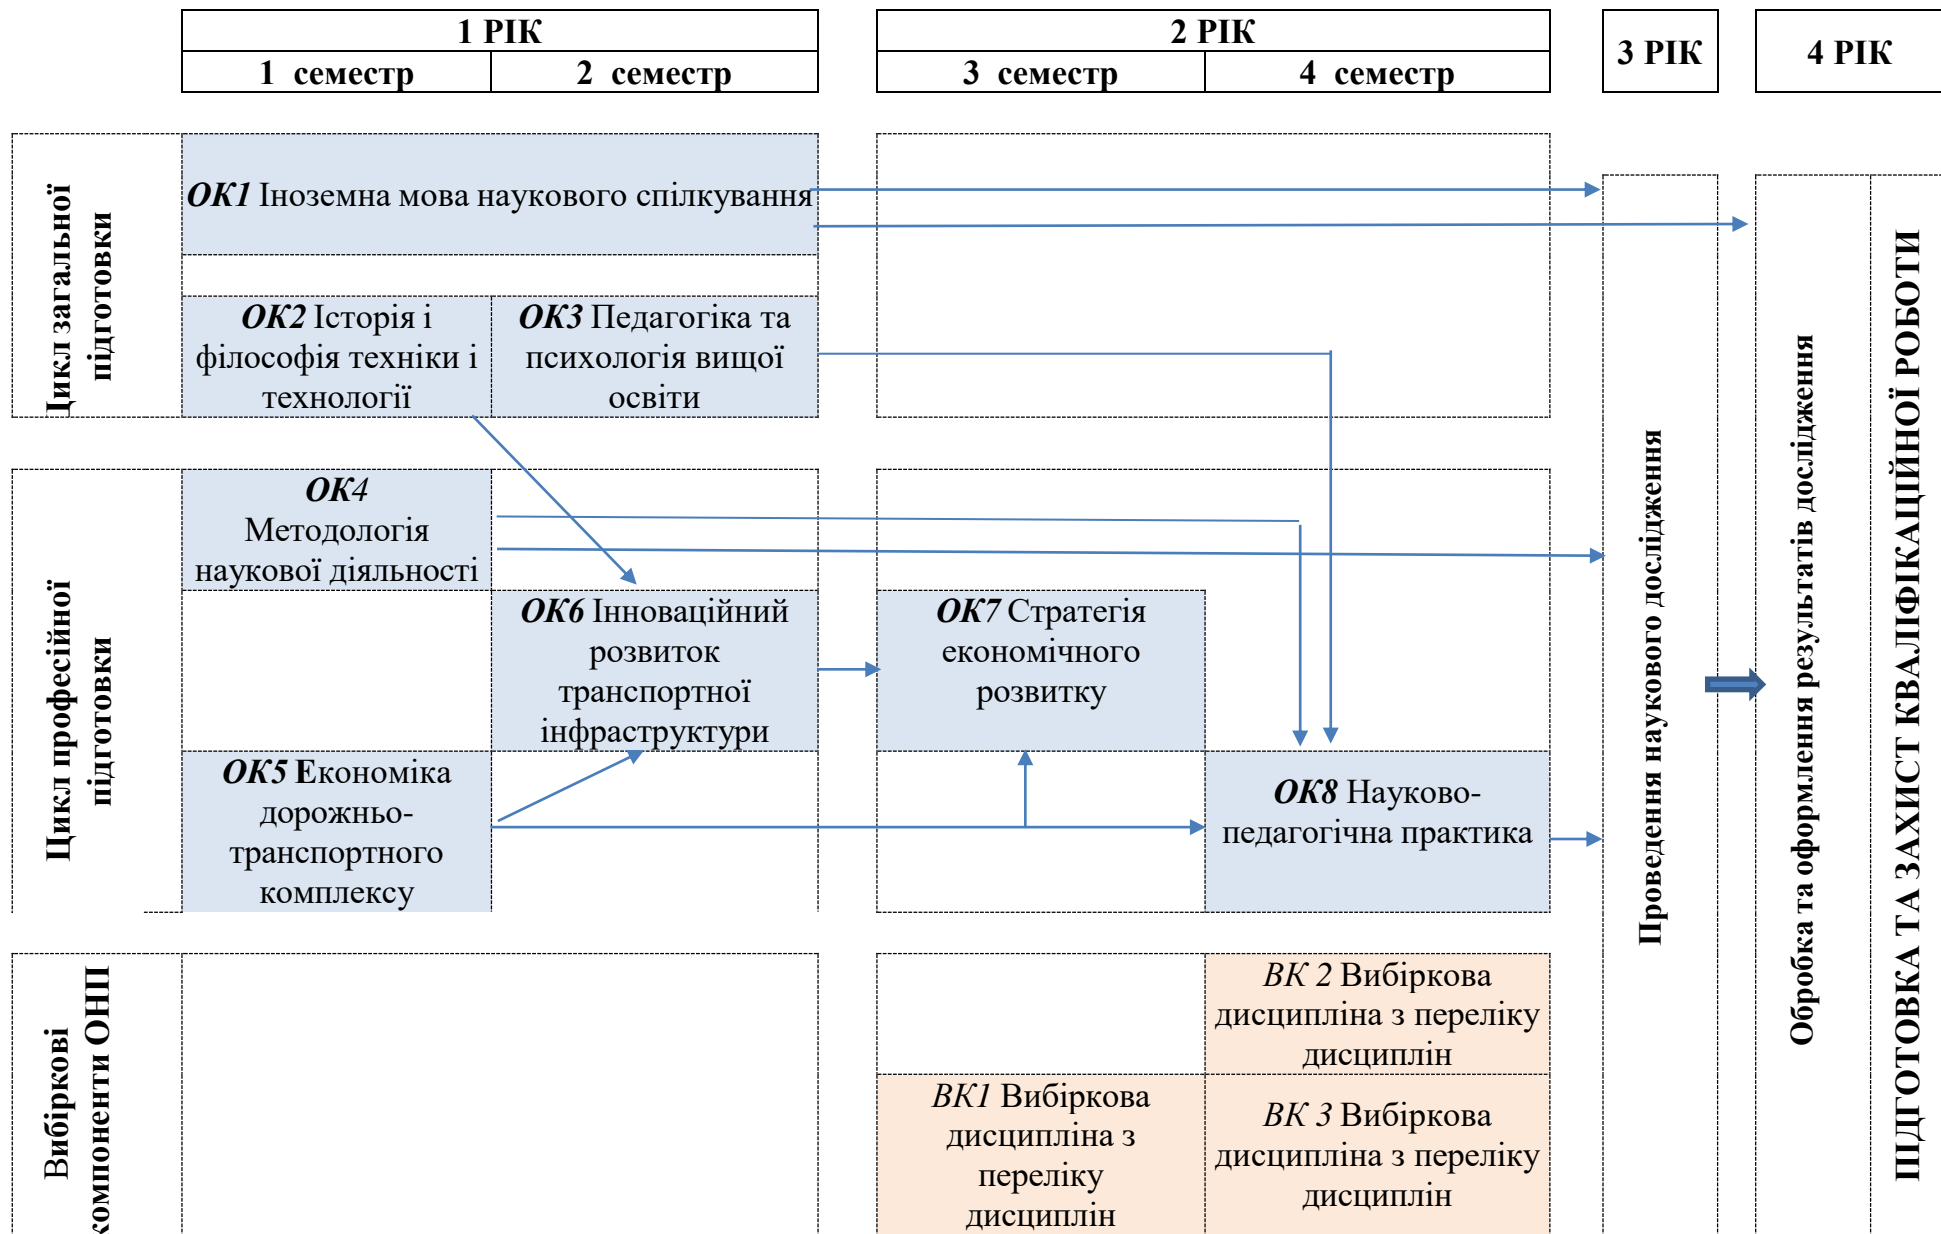 1 РІК
2 РІК
3 РІК
4 РІК
1 семестр
2 семестр
3 семестр
4 семестр
Цикл загальної
підготовки
ОК1 Іноземна мова наукового спілкування
ОК2 Історія і
філософія техніки і
технології
ОК3 Педагогіка та
психологія вищої
освіти
Цикл професійної
підготовки
ОК4
Методологія
наукової діяльності
ОК6 Інноваційний
розвиток
транспортної
інфраструктури
ОК7 Стратегія
економічного
розвитку
ОК5 Економіка
дорожньо-
транспортного
комплексу
ОК8 Науково-
педагогічна практика
Вибіркові
компоненти ОНП
ВК 2 Вибіркова
дисципліна з переліку
дисциплін
ВК1 Вибіркова
дисципліна з
переліку
дисциплін
ВК 3 Вибіркова
дисципліна з переліку
дисциплін
Проведення наукового дослідження
Обробка та оформлення результатів дослідження
ПІДГОТОВКА ТА ЗАХИСТ КВАЛІФІКАЦІЙНОЇ РОБОТИ